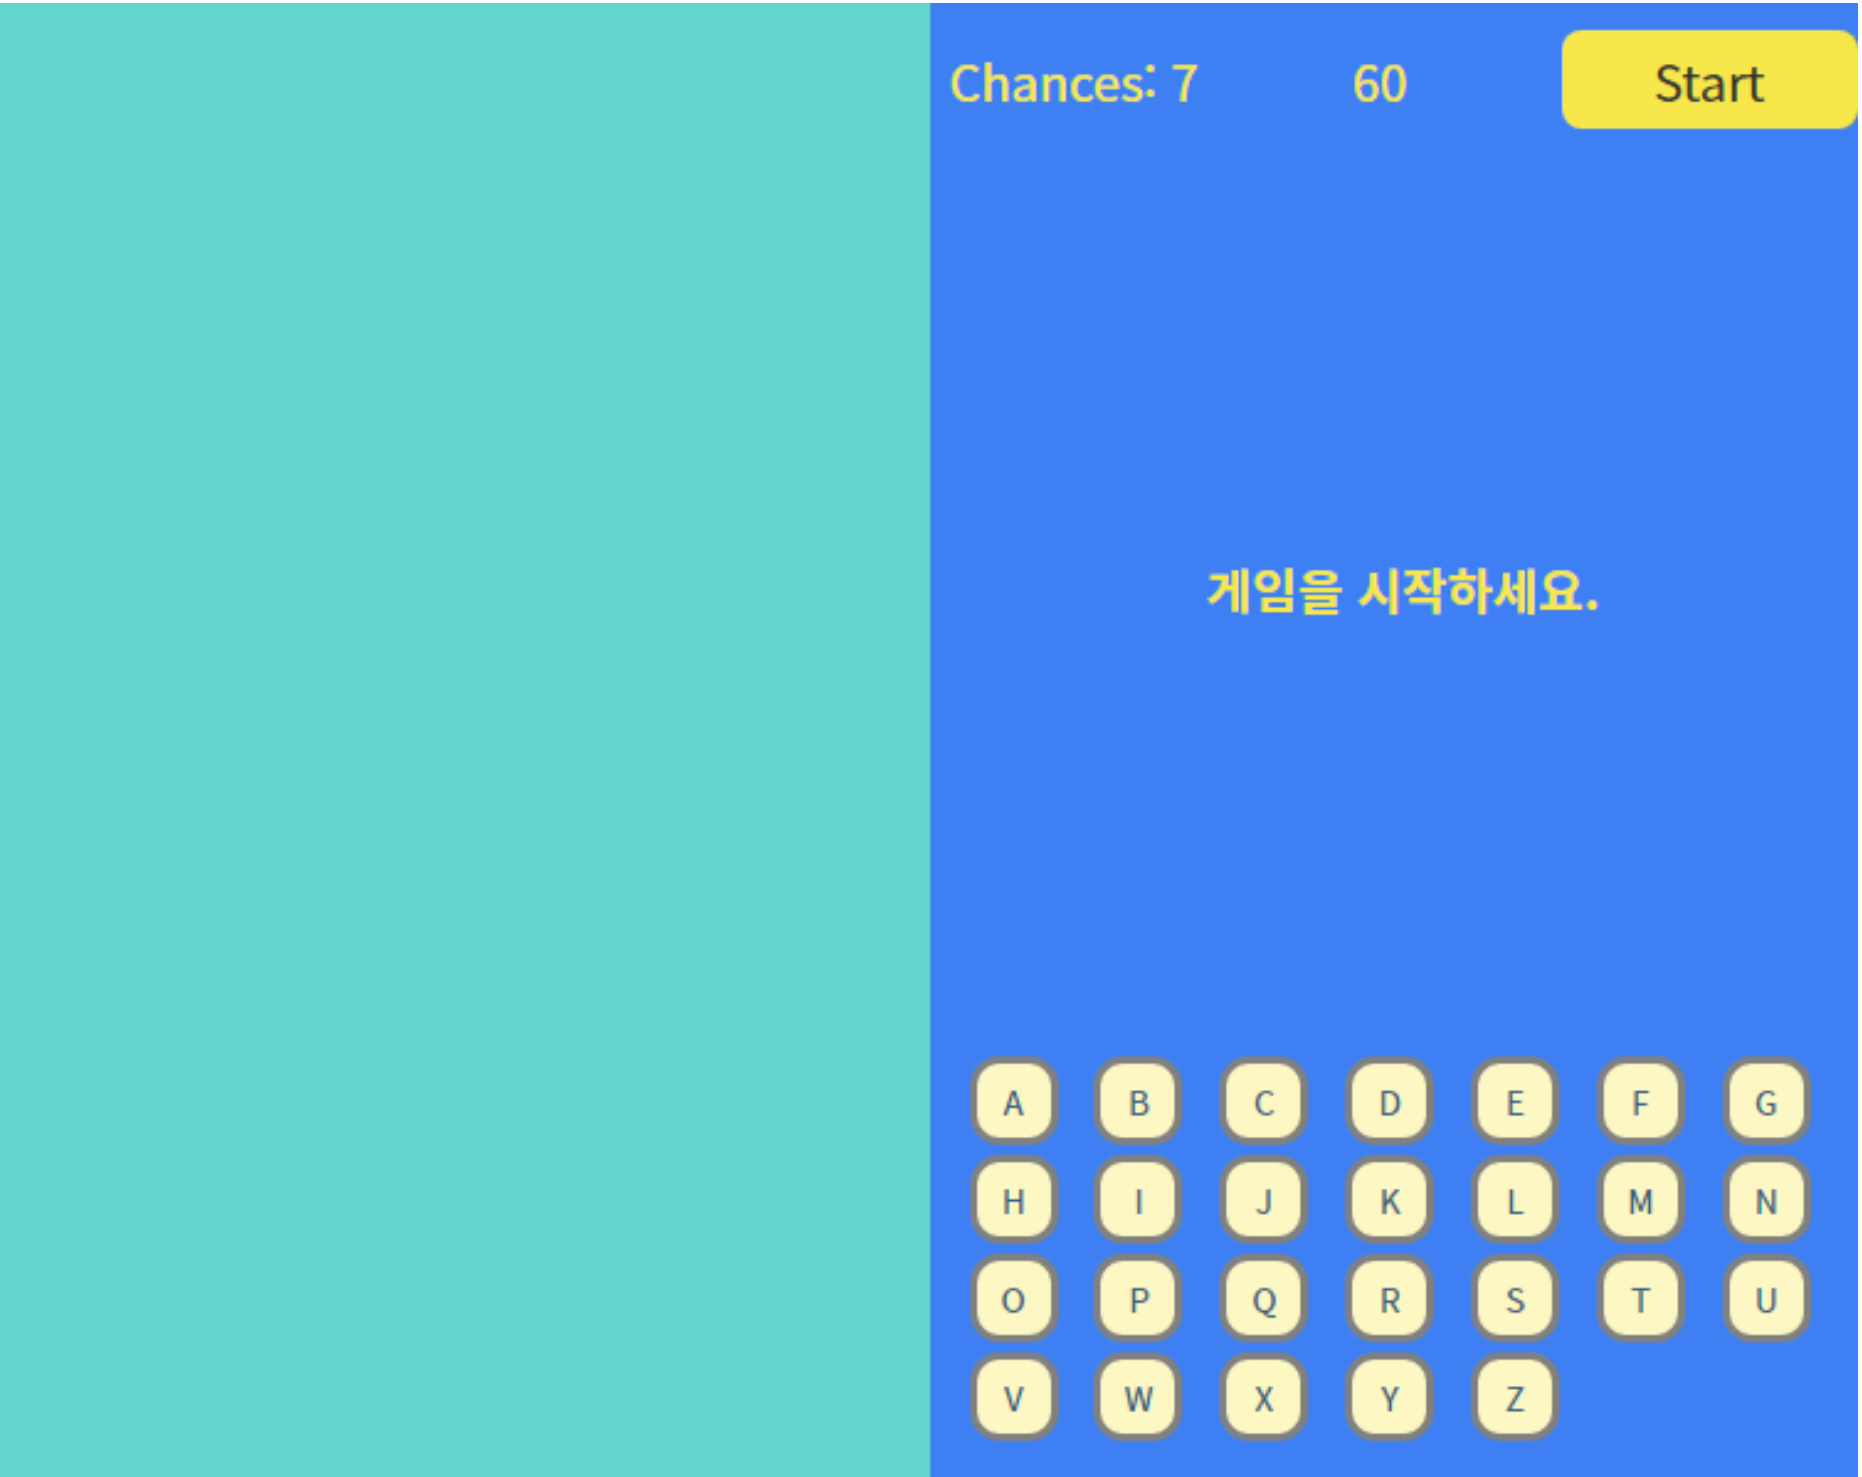 Chances: 7 60 Start
게임을 시작하세요.
A B C D E F G
H I J K L M N
O P Q R S T U
V W X Y Z